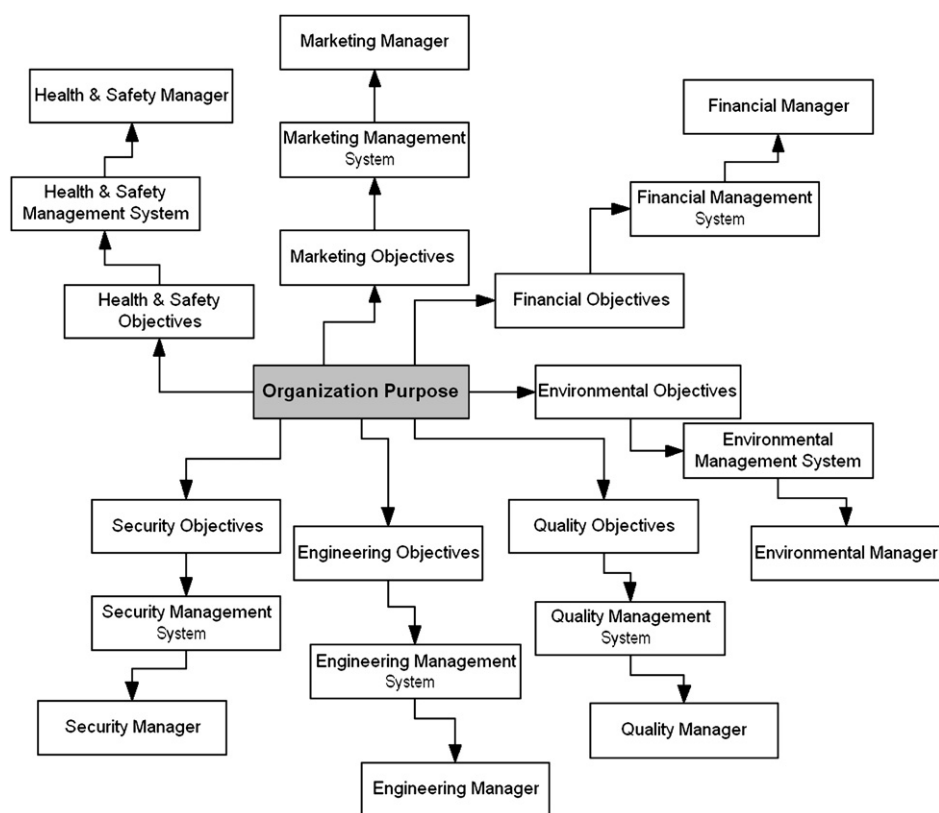 Marketing Manager
Health & Safety Manager
Financial Manager
Marketing Management
System
Health & Safety
Management System
Financial Management
System
Marketing Objectives
Financial Objectives
Health & Safety
Objectives
Organization Purpose
Environmental Objectives
Environmental
Management System
Security Objectives
Quality Objectives
Engineering Objectives
Environmental Manager
Security Management
System
Quality Management
System
Engineering Management
System
Security Manager
Quality Manager
Engineering Manager